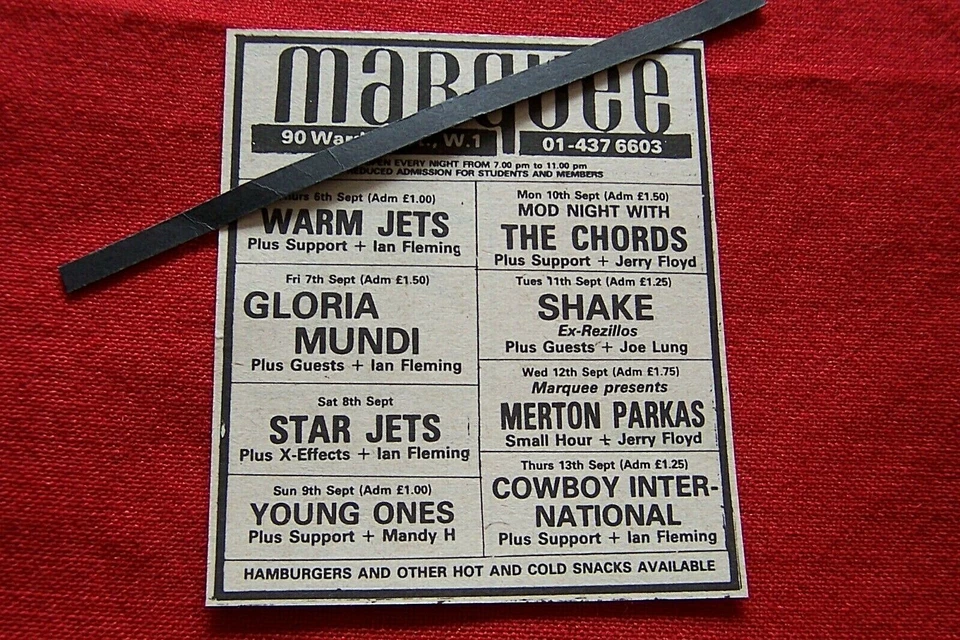 marquee
90 War , W.1
01-437 6603
OPEN EVERY NIGHT FROM 7.00 pm to 11.00 pm
REDUCED ADMISSION FOR STUDENTS AND MEMBERS
Thurs 6th Sept (Adm £1.00)
WARM JETS
Plus Support + Ian Fleming
Fri 7th Sept (Adm £1.50)
GLORIA
MUNDI
Plus Guests + Ian Fleming
Sat 8th Sept
STAR JETS
Plus X-Effects + Ian Fleming
Sun 9th Sept (Adm £1.00)
YOUNG ONES
Plus Support + Mandy H
Mon 10th Sept (Adm £1.50)
MOD NIGHT WITH
THE CHORDS
Plus Support + Jerry Floyd
Tues 11th Sept (Adm £1.25)
SHAKE
Ex-Rezillos
Plus Guests + Joe Lung
Wed 12th Sept (Adm £1.75)
Marquee presents
MERTON PARKAS
Small Hour + Jerry Floyd
Thurs 13th Sept (Adm £1.25)
COWBOY INTER-
NATIONAL
Plus Support + Ian Fleming
HAMBURGERS AND OTHER HOT AND COLD SNACKS AVAILABLE